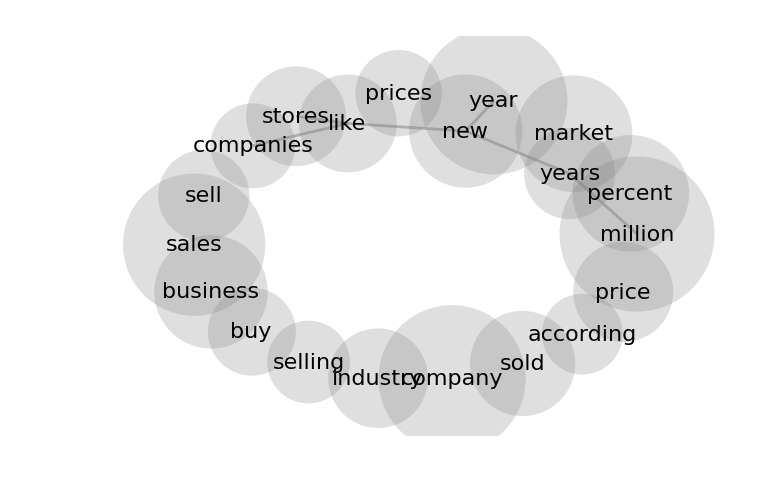 prices
year
stores
like
new
market
companies
years
sell
percent
million
sales
business
price
buy
according
selling
sold
industry
company